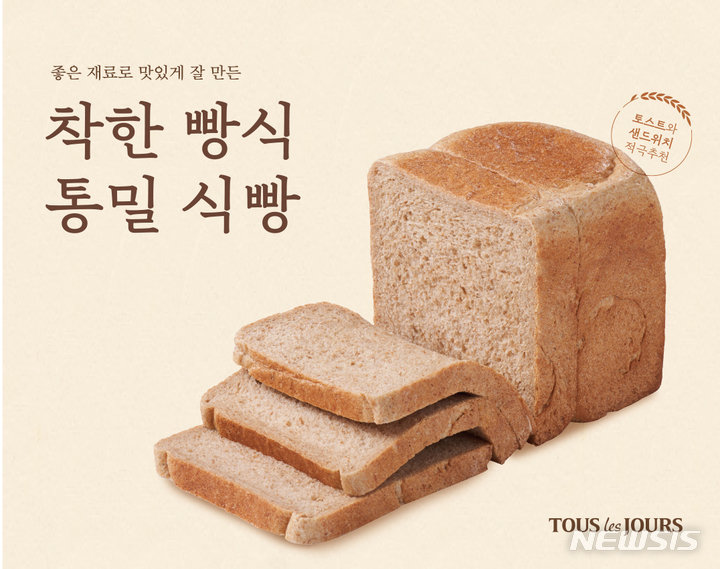 좋은 재료로 맛있게 잘 만든
착한 빵식
통밀 식빵
토스트와
샌드위치
적극추천
TOUS les JOURS
NEWSIS